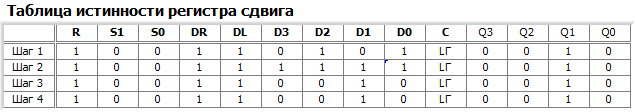 Таблица истинности регистра сдвига
R S1 S0 DR DL D3 D2 D1 D0 C Q3 Q2 Q1 Q0
Шаг 1 1 0 0 1 1 0 1 0 1 LГ 0 0 1 0
Шаг 2 1 0 0 1 1 1 1 1 1 LГ 0 0 1 0
Шаг 3 1 0 0 1 1 0 0 1 0 LГ 0 0 1 0
Шаг 4 1 0 0 1 1 0 0 1 0 LГ 0 0 1 0